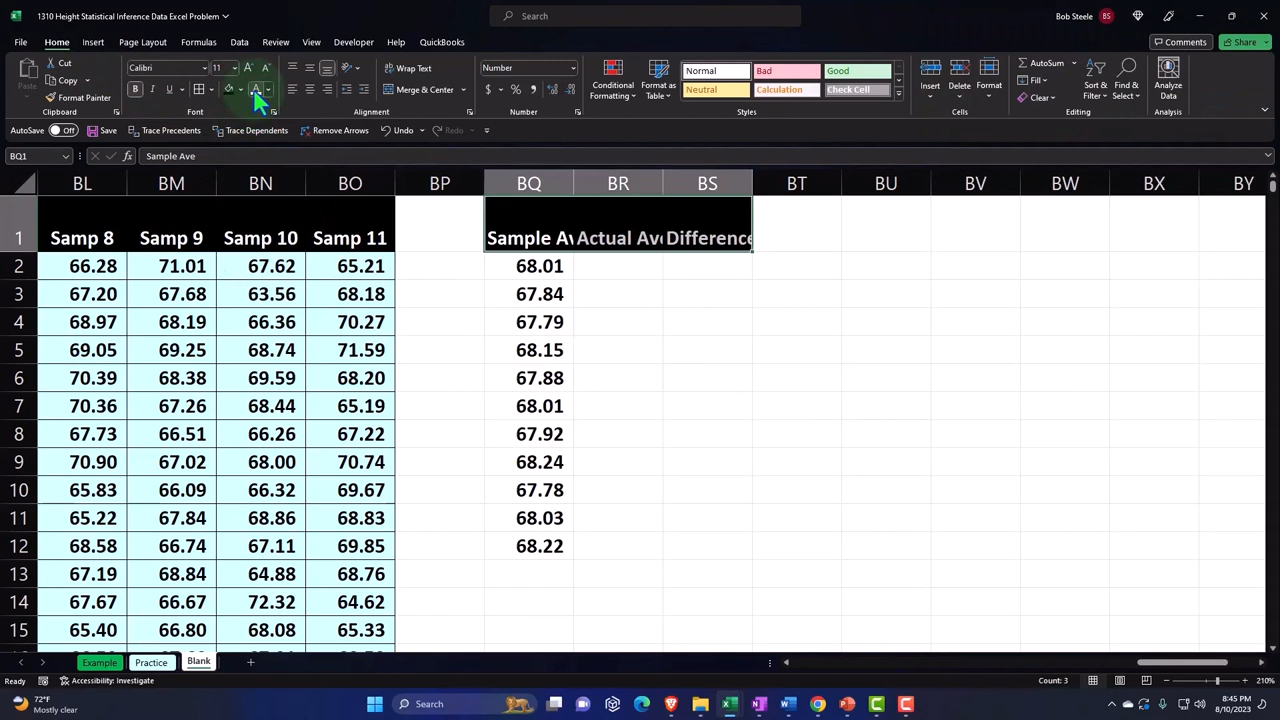 1310 Height Statistical Inference Data Excel Problem
Search
Bob Steele
BS
File Home Insert Page Layout Formulas Data Review View Developer Help QuickBooks
Comments
Share
Cut
Copy
Format Painter
Clipboard
Calibri 11
B I U
Font
Wrap Text
Merge & Center
Alignment
Number
Number
Conditional Formatting
Format as Table
Normal Bad Good
Neutral Calculation Check Cell
Styles
Insert Delete Format
Cells
AutoSum
Fill
Clear
Sort & Filter
Find & Select
Editing
Analyze Data
Analysis
AutoSave Off Save Trace Precedents Trace Dependents Remove Arrows Undo Redo
BQ1 fx Sample Ave
BL BM BN BO BP BQ BR BS BT BU BV BW BX BY
1 Samp 8 Samp 9 Samp 10 Samp 11 Sample Av Actual Ave Difference
2 66.28 71.01 67.62 65.21 68.01
3 67.20 67.68 63.56 68.18 67.84
4 68.97 68.19 66.36 70.27 67.79
5 69.05 69.25 68.74 71.59 68.15
6 70.39 68.38 69.59 68.20 67.88
7 70.36 67.26 68.44 65.19 68.01
8 67.73 66.51 66.26 67.22 67.92
9 70.90 67.02 68.00 70.74 68.24
10 65.83 66.09 66.32 69.67 67.78
11 65.22 67.84 68.86 68.83 68.03
12 68.58 66.74 67.11 69.85 68.22
13 67.19 68.84 64.88 68.76
14 67.67 66.67 72.32 64.62
15 65.40 66.80 68.08 65.33
Example Practice Blank
Ready Accessibility: Investigate Count: 3 210%
72°F
Mostly clear
Search
8:45 PM
8/10/2023